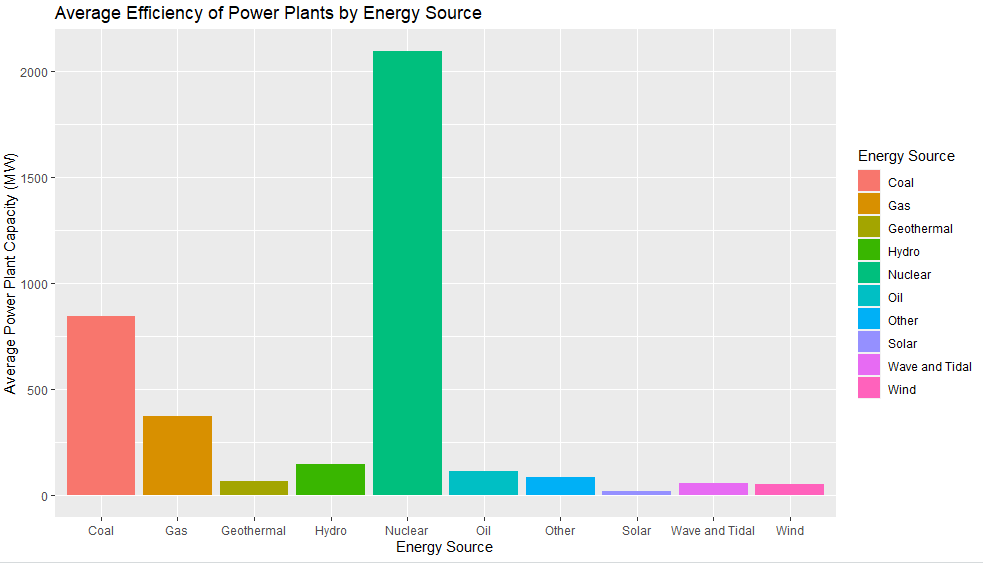 Average Efficiency of Power Plants by Energy Source
Average Power Plant Capacity (MW)
2000
1500
1000
500
0
Coal Gas Geothermal Hydro Nuclear Oil Other Solar Wave and Tidal Wind
Energy Source
Energy Source
Coal
Gas
Geothermal
Hydro
Nuclear
Oil
Other
Solar
Wave and Tidal
Wind